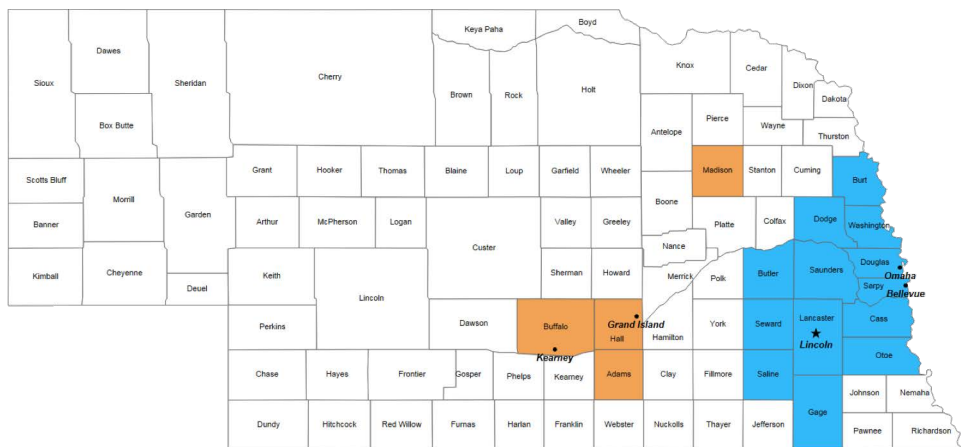 Boyd
Keya Paha
Dawes
Cherry
Knox
Cedar
Sioux
Sheridan
Brown
Rock
Holt
Dixon
Dakota
Box Butte
Antelope
Pierce
Wayne
Thurston
Scotts Bluff
Grant
Hooker
Thomas
Blaine
Loup
Garfield
Wheeler
Madison
Stanton
Cuming
Burt
Morrill
Garden
Boone
Banner
Arthur
McPherson
Logan
Valley
Greeley
Platte
Colfax
Dodge
Washington
Custer
Nance
Kimball
Cheyenne
Keith
Sherman
Howard
Merrick
Polk
Butler
Saunders
Douglas
Omaha
Deuel
Lincoln
Sarpy
Bellevue
Perkins
Dawson
Buffalo
Grand Island
Hall
Hamilton
York
Seward
Lancaster
Cass
Lincoln
Kearney
Otoe
Chase
Hayes
Frontier
Gosper
Phelps
Kearney
Adams
Clay
Fillmore
Saline
Johnson
Nemaha
Dundy
Hitchcock
Red Willow
Furnas
Harlan
Franklin
Webster
Nuckolls
Thayer
Jefferson
Gage
Pawnee
Richardson